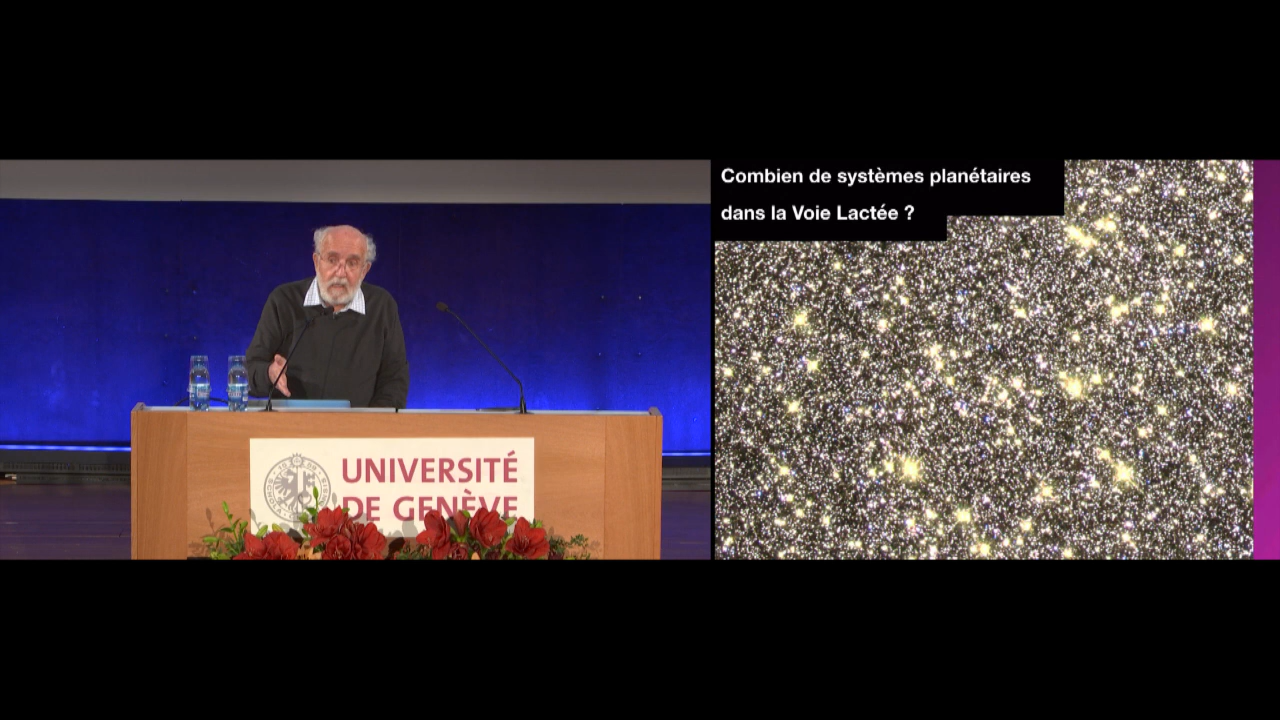 Combien de systèmes planétaires
dans la Voie Lactée ?
UNIVERSITÉ
DE GENÈVE